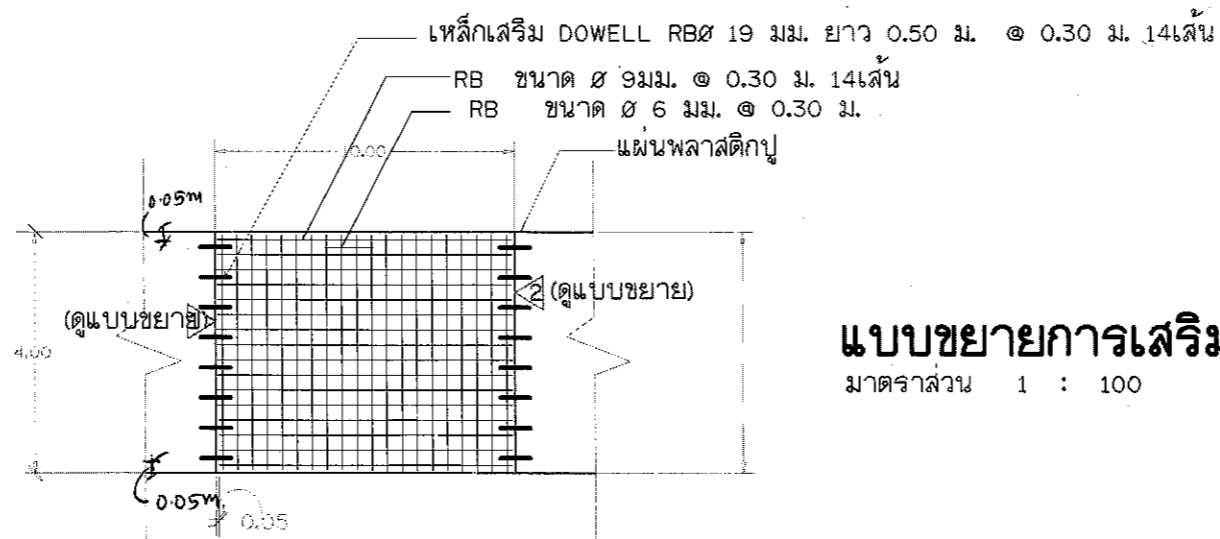 เหล็กเสริม DOWELL RBØ 19 มม. ยาว 0.50 ม. @ 0.30 ม. 14เส้น
RB ขนาด Ø 9มม. @ 0.30 ม. 14เส้น
RB ขนาด Ø 6 มม. @ 0.30 ม.
แผ่นพลาสติกปู
10.00
0.05m
2 (ดูแบบขยาย)
(ดูแบบขยาย)
4.00
แบบขยายการเสริม
มาตราส่วน 1 : 100
0.05m.
0.05